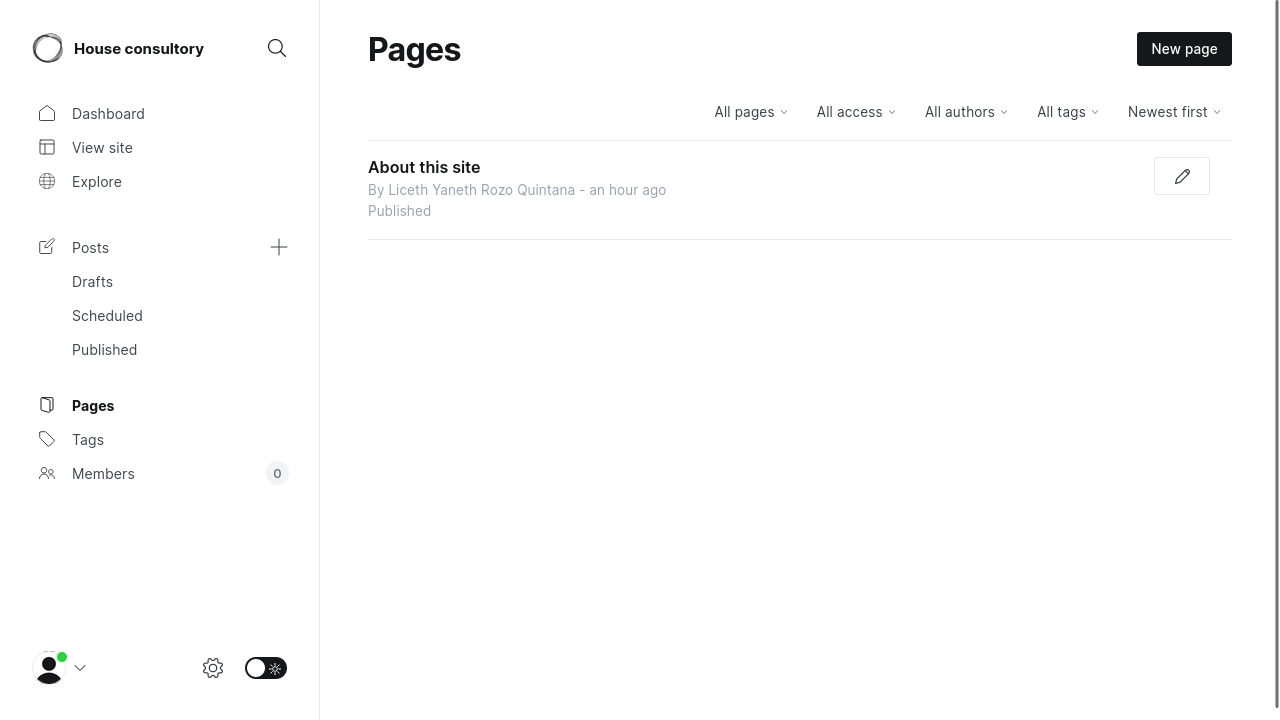 House consultory
Dashboard
View site
Explore
Posts
Drafts
Scheduled
Published
Pages
Tags
Members 0
Pages
New page
All pages All access All authors All tags Newest first
About this site
By Liceth Yaneth Rozo Quintana - an hour ago
Published